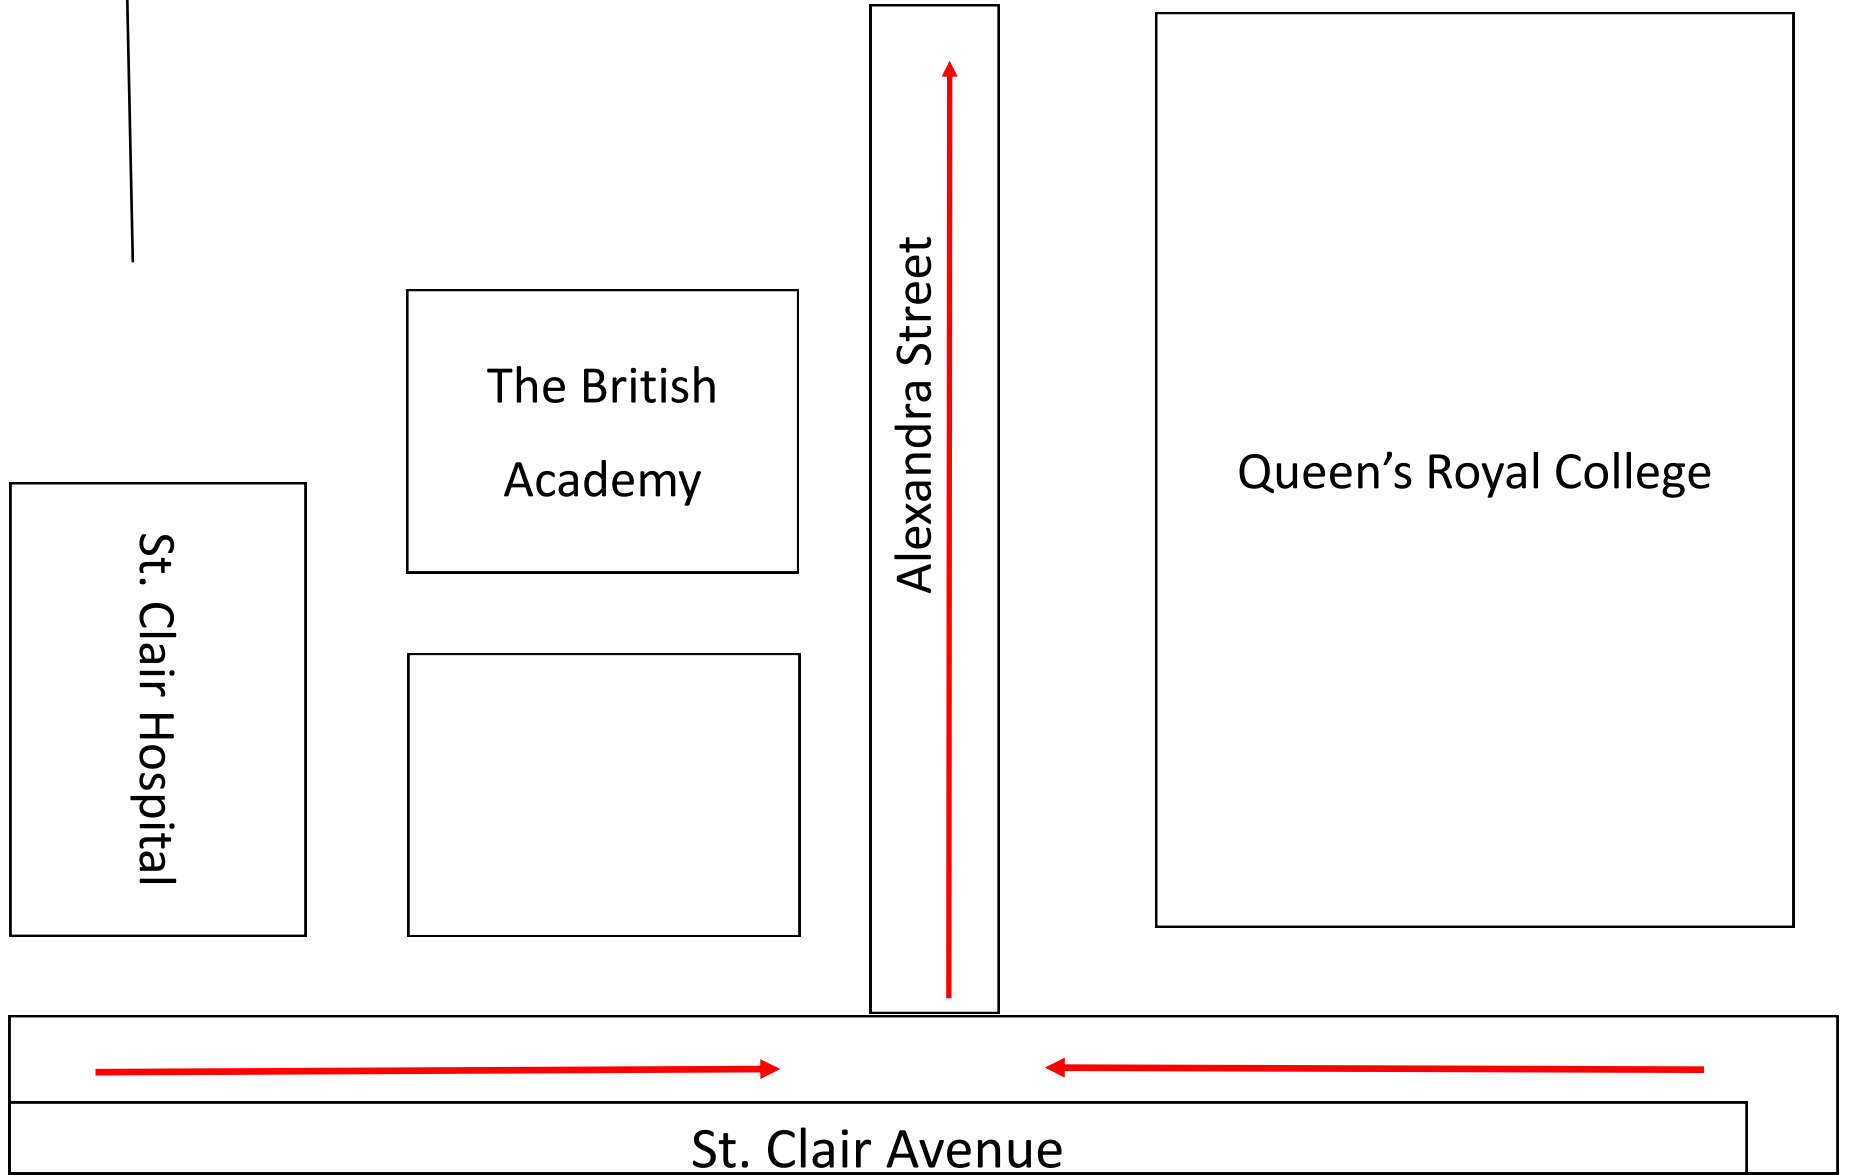 Alexandra Street
The British
Academy
Queen’s Royal College
St. Clair Hospital
St. Clair Avenue